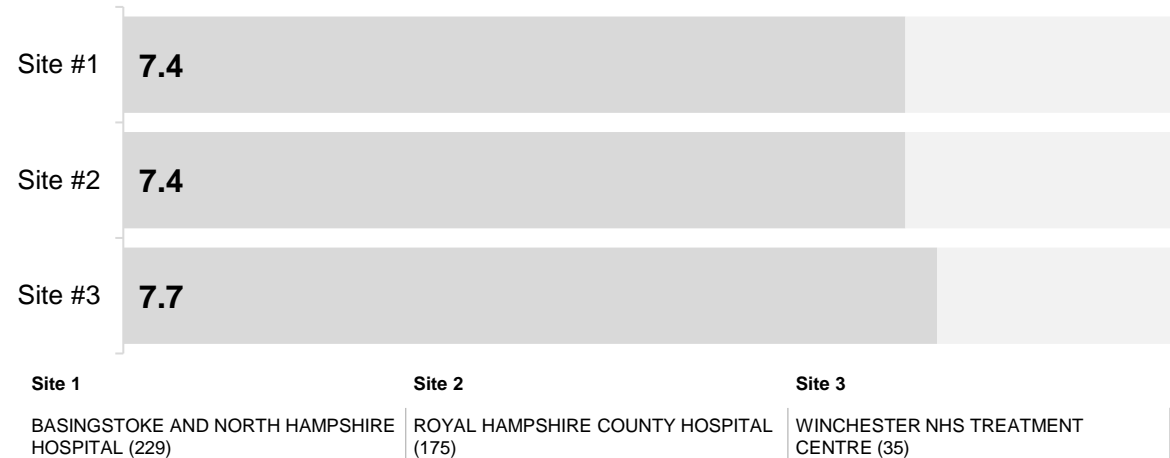 Site #1
7.4
Site #2
7.4
Site #3
7.7
Site 1
BASINGSTOKE AND NORTH HAMPSHIRE
HOSPITAL (229)
Site 2
ROYAL HAMPSHIRE COUNTY HOSPITAL
(175)
Site 3
WINCHESTER NHS TREATMENT
CENTRE (35)